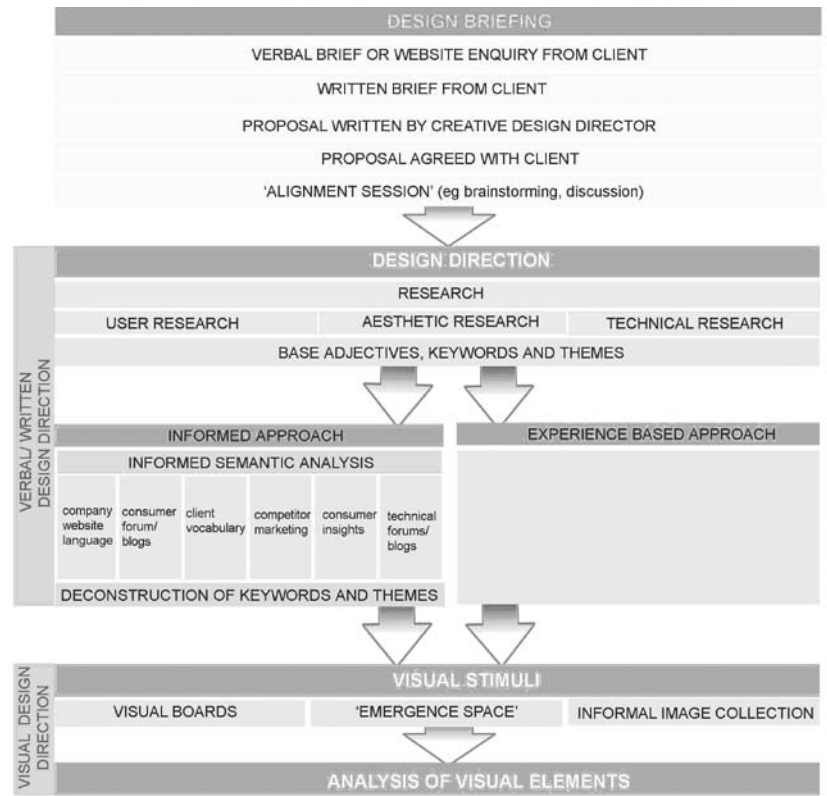 DESIGN BRIEFING
VERBAL BRIEF OR WEBSITE ENQUIRY FROM CLIENT
WRITTEN BRIEF FROM CLIENT
PROPOSAL WRITTEN BY CREATIVE DESIGN DIRECTOR
PROPOSAL AGREED WITH CLIENT
'ALIGNMENT SESSION' (eg brainstorming, discussion)
VERBAL/ WRITTEN
DESIGN DIRECTION
DESIGN DIRECTION
RESEARCH
USER RESEARCH
AESTHETIC RESEARCH
TECHNICAL RESEARCH
BASE ADJECTIVES, KEYWORDS AND THEMES
INFORMED APPROACH
INFORMED SEMANTIC ANALYSIS
company
website
language
consumer
forum/
blogs
client
vocabulary
competitor
marketing
consumer
insights
technical
forums/
blogs
DECONSTRUCTION OF KEYWORDS AND THEMES
EXPERIENCE BASED APPROACH
VISUAL DESIGN
DIRECTION
VISUAL STIMULI
VISUAL BOARDS
'EMERGENCE SPACE'
INFORMAL IMAGE COLLECTION
ANALYSIS OF VISUAL ELEMENTS